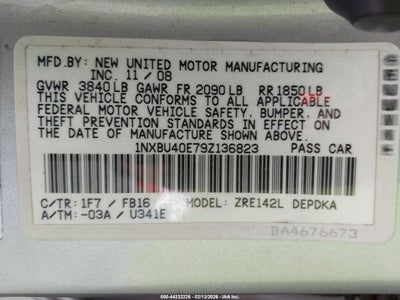 MFD.BY: NEW UNITED MOTOR MANUFACTURING
INC. 11 / 08
GVWR 3840 LB GAWR FR 2090 LB RR 1850 LB
THIS VEHICLE CONFORMS TO ALL APPLICABLE
FEDERAL MOTOR VEHICLE SAFETY, BUMPER, AND
THEFT PREVENTION STANDARDS IN EFFECT ON
THE DATE OF MANUFACTURE SHOWN ABOVE.
1NXBU40E79Z136823 PASS CAR
C/TR: 1F7 / FB16 MODEL: ZRE142L DEPDKA
A/TM: -03A / U341E
BA4676673
000-44332226 - 02/13/2026 - IAAI.COM